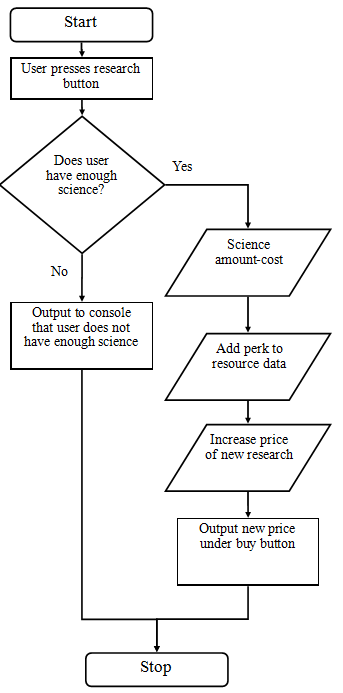 Start
User presses research
button
Does user
have enough
science?
Yes
No
Science
amount-cost
Output to console
that user does not
have enough science
Add perk to
resource data
Increase price
of new research
Output new price
under buy button
Stop